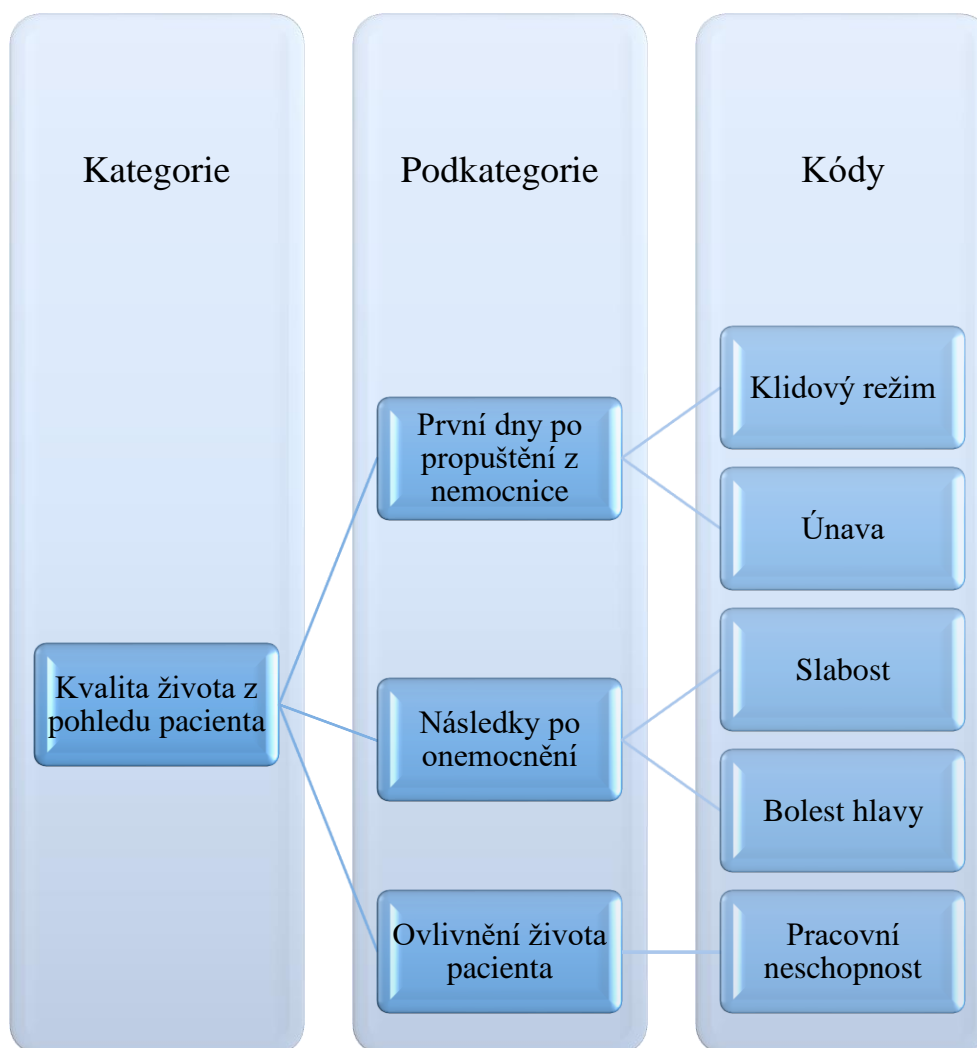 Kategorie
Podkategorie
Kódy
Kvalita života z
pohledu pacienta
První dny po
propuštění z
nemocnice
Následky po
onemocnění
Ovlivnění života
pacienta
Klidový režim
Únava
Slabost
Bolest hlavy
Pracovní
neschopnost